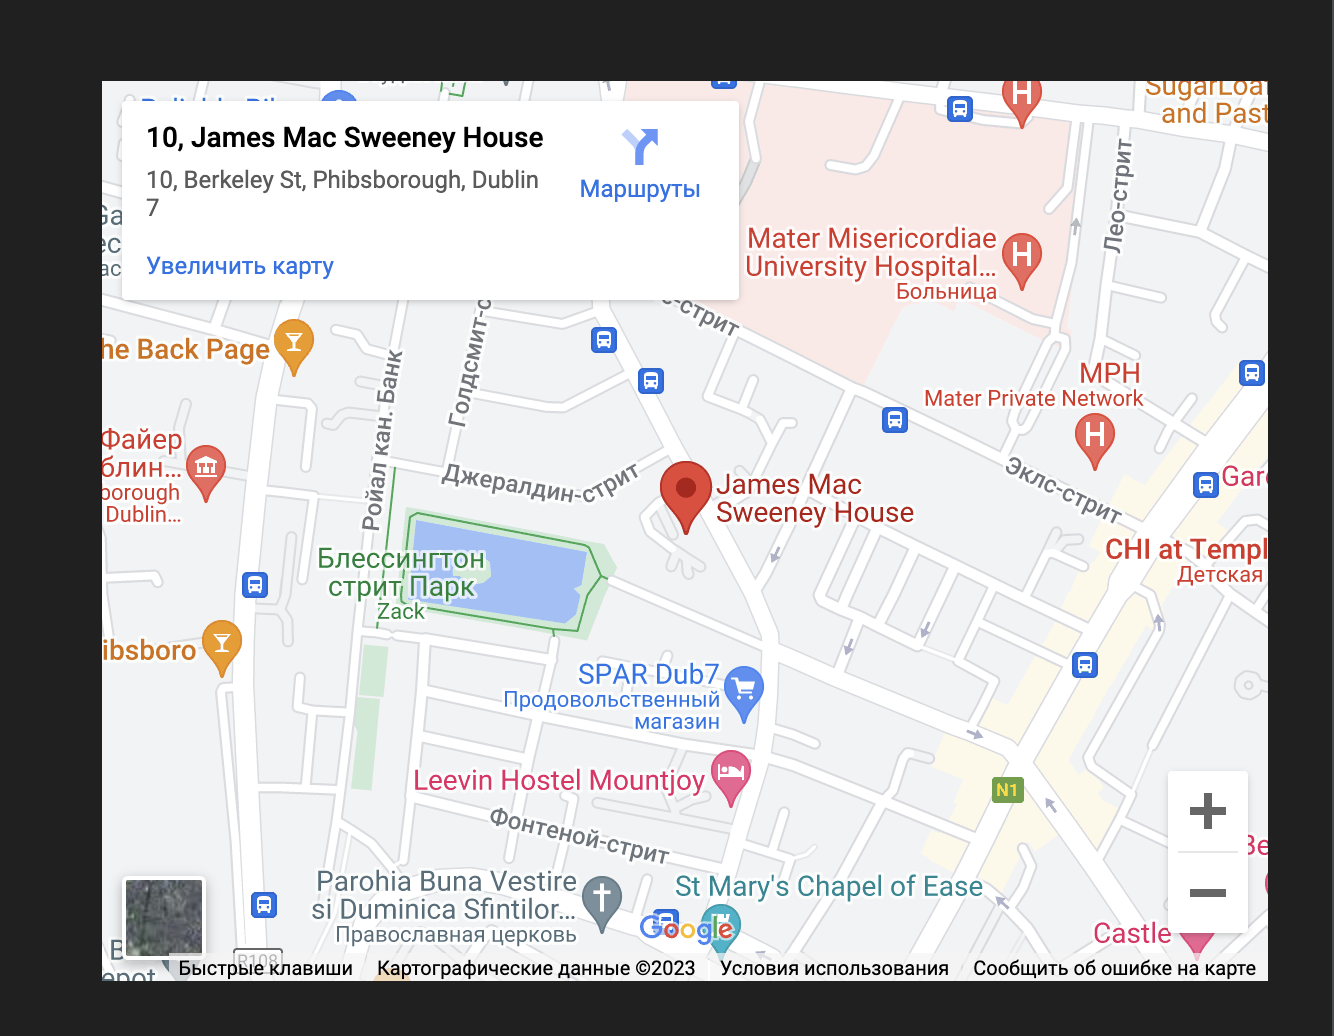 SugarLoa
and Past
10, James Mac Sweeney House
10, Berkeley St, Phibsborough, Dublin
7
Маршруты
Увеличить карту
H
Лео-стрит
Mater Misericordiae
University Hospital...
Больница
H
с-стрит
Голдсмит-с
he Back Page
Ройал кан. Банк
MPH
Mater Private Network
H
Файер
блин...
borough
Dublin...
Джералдин-стрит
James Mac
Sweeney House
Эклс-стрит
Gard
CHI at Templ
Детская
Блессингтон
стрит Парк
Zack
ibsboro
SPAR Dub7
Продовольственный
магазин
Leevin Hostel Mountjoy
N1
Фонтеной-стрит
Parohia Buna Vestire
si Duminica Sfintilor...
Православная церковь
St Mary's Chapel of Ease
Google
Castle
R108
Быстрые клавиши
Картографические данные ©2023
Условия использования
Сообщить об ошибке на карте